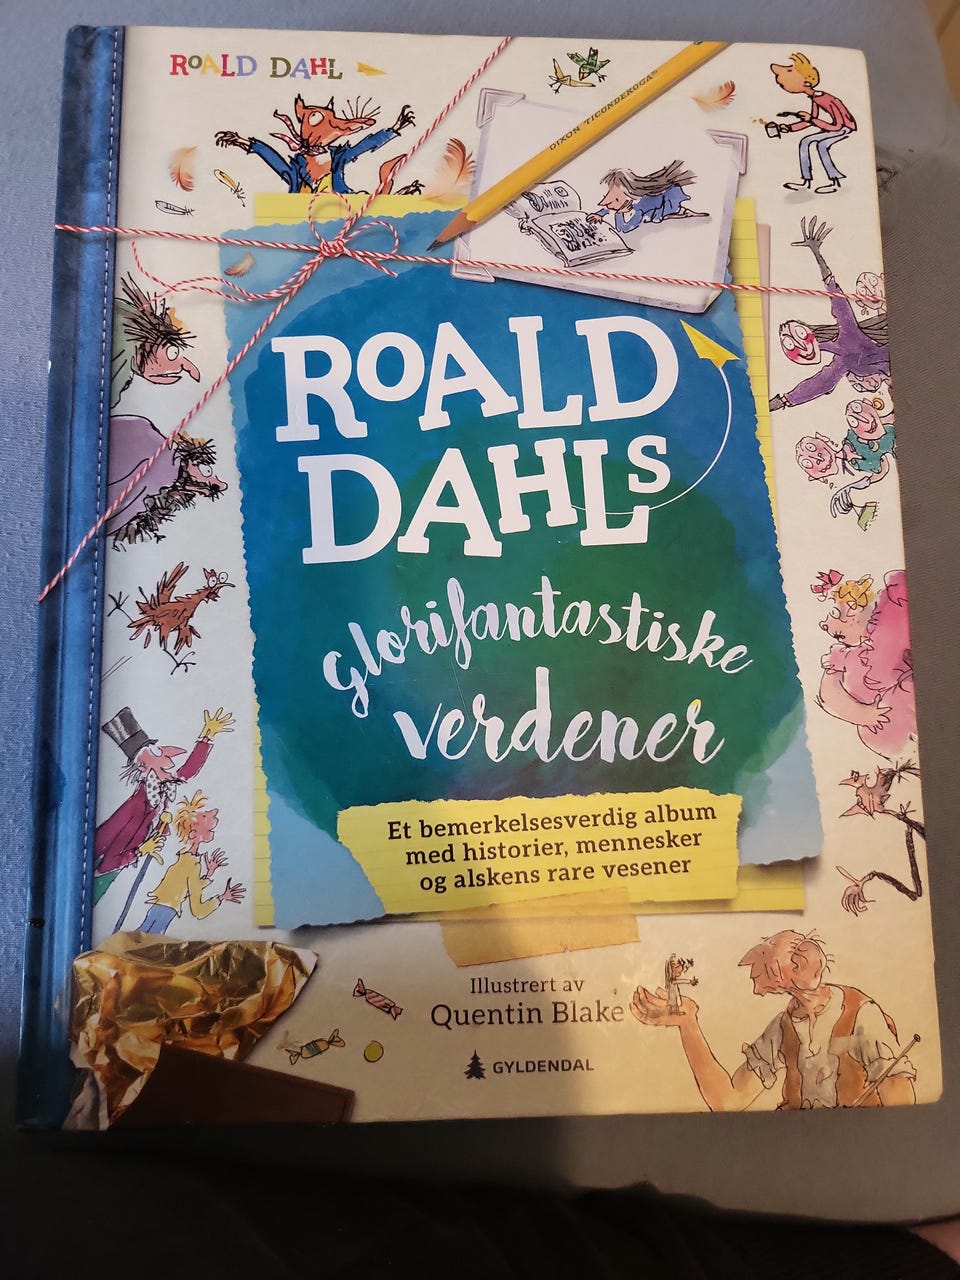 ROALD DAHL
DIXON TICONDEROGA
ROALD
DAHLS
glorifantastiske
verdener
Et bemerkelsesverdig album
med historier, mennesker
og alskens rare vesener
Illustrert av
Quentin Blake
GYLDENDAL